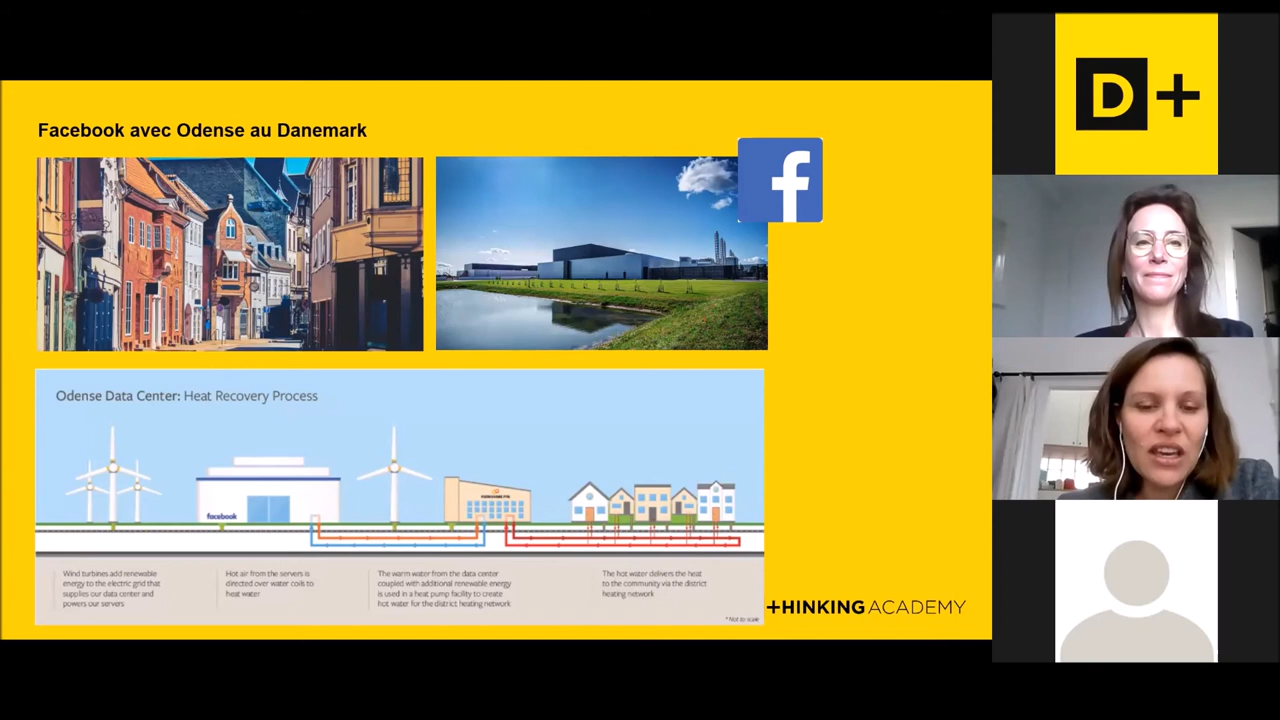 Facebook avec Odense au Danemark
f
D+
Odense Data Center: Heat Recovery Process
facebook
Wind turbines add renewable
energy to the electric grid that
supplies our data center and
powers our servers
Hot air from the servers is
directed over water coils to
heat water
The warm water from the data center
coupled with additional renewable energy
is used in a heat pump facility to create
hot water for the district heating network
The hot water delivers the heat
to the community via the district
heating network
*Not to scale
+HINKING ACADEMY